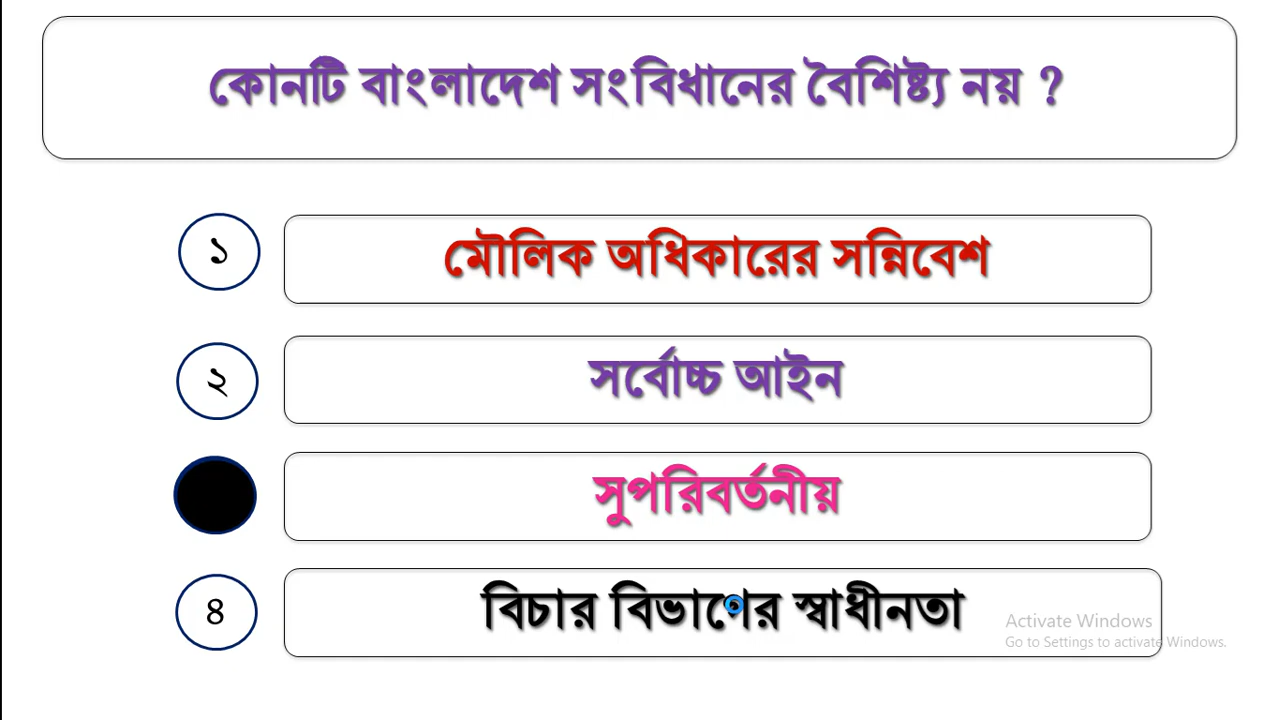 কোনটি বাংলাদেশ সংবিধানের বৈশিষ্ট্য নয় ?
১
মৌলিক অধিকারের সন্নিবেশ
২
সর্বোচ্চ আইন
সুপরিবর্তনীয়
৪
বিচার বিভাগের স্বাধীনতা
Activate Windows
Go to Settings to activate Windows.